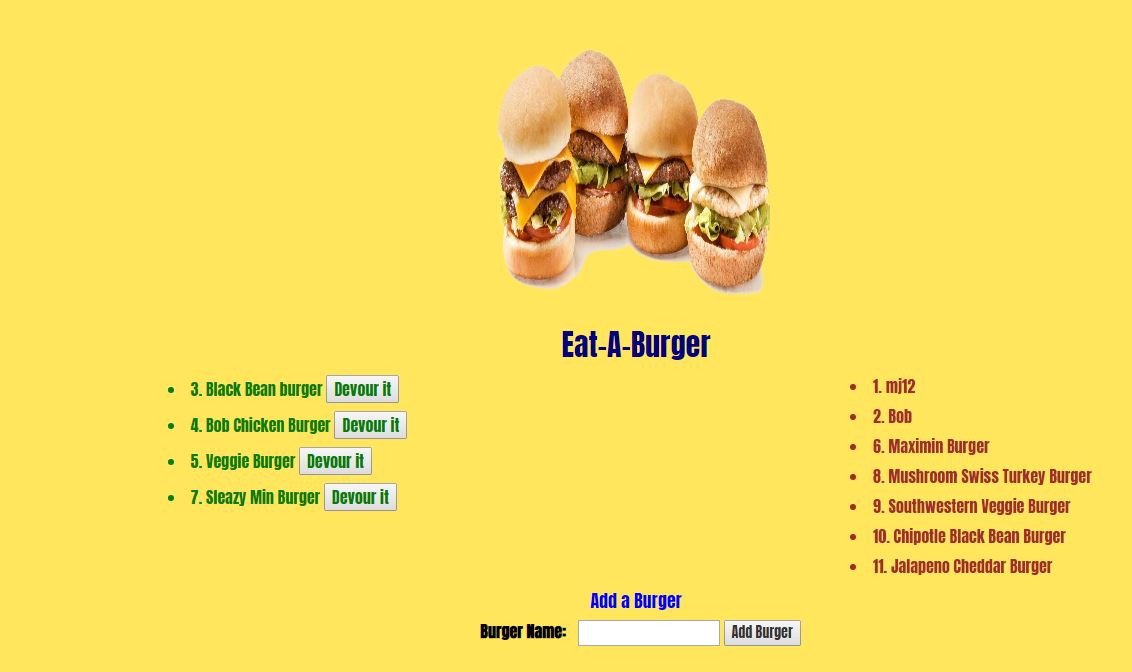 Eat-A-Burger
3. Black Bean burger Devour it
4. Bob Chicken Burger Devour it
5. Veggie Burger Devour it
7. Sleazy Min Burger Devour it
1. mj12
2. Bob
6. Maximin Burger
8. Mushroom Swiss Turkey Burger
9. Southwestern Veggie Burger
10. Chipotle Black Bean Burger
11. Jalapeno Cheddar Burger
Add a Burger
Burger Name: Add Burger